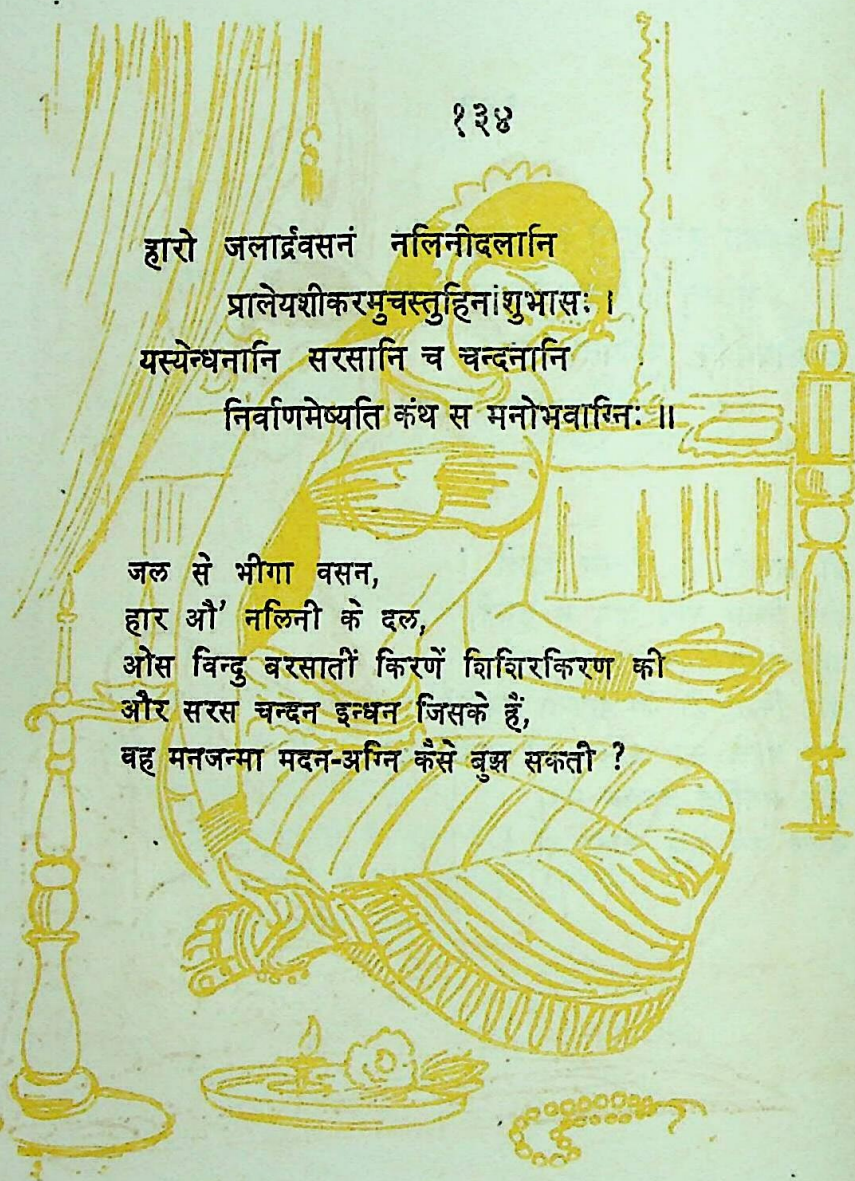 १३४
हारो जलार्द्रवसनं नलिनीदलानि
प्रालेयशीकरमुचस्तुहिनांशुभासः ।
यस्येन्धनानि सरसानि च चन्दनानि
निर्वाणमेष्यति कंथ स मनोभवाग्निः ॥
जल से भीगा वसन,
हार औ' नलिनी के दल,
ओस विन्दु बरसातीं किरणें शिशिरकिरण की
और सरस चन्दन इन्धन जिसके हैं,
वह मनजन्मा मदन-अग्नि कैसे बुझ सकती ?